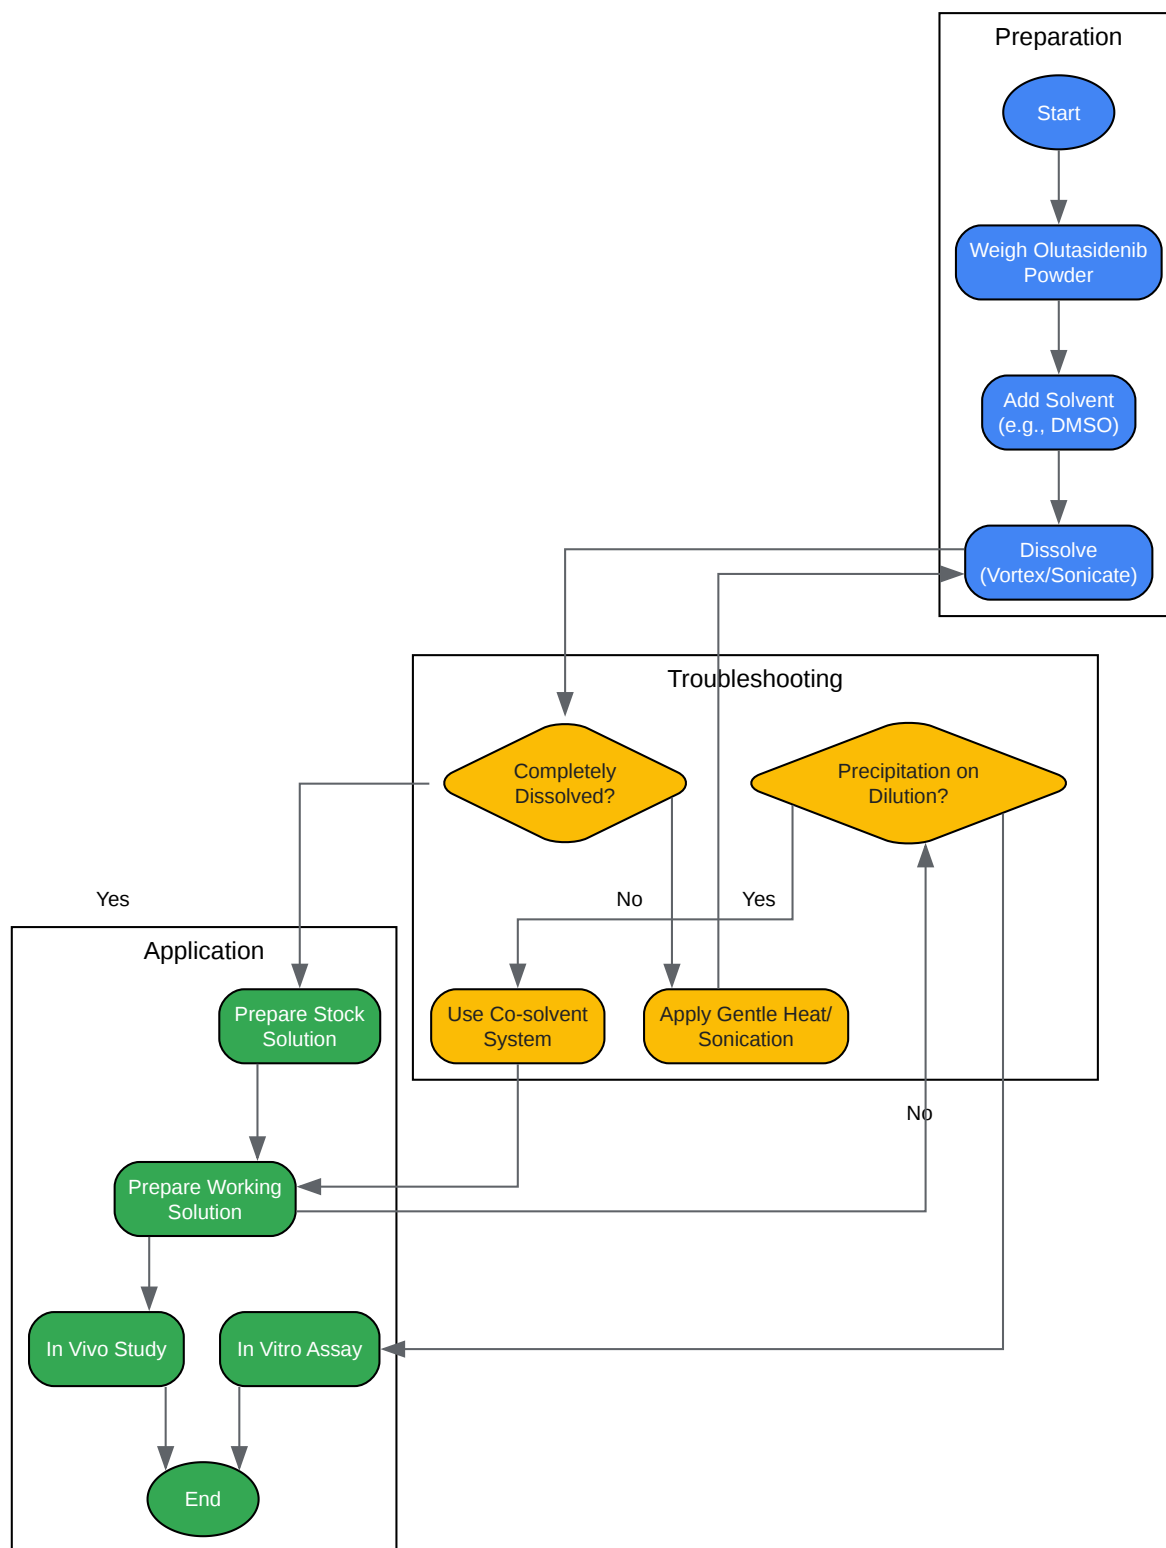 Preparation
Start
Weigh Olutasidenib
Powder
Add Solvent
(e.g., DMSO)
Dissolve
(Vortex/Sonicate)
Troubleshooting
Completely
Dissolved?
Precipitation on
Dilution?
Yes
No
Yes
Application
Prepare Stock
Solution
Use Co-solvent
System
Apply Gentle Heat/
Sonication
No
Prepare Working
Solution
In Vivo Study
In Vitro Assay
End